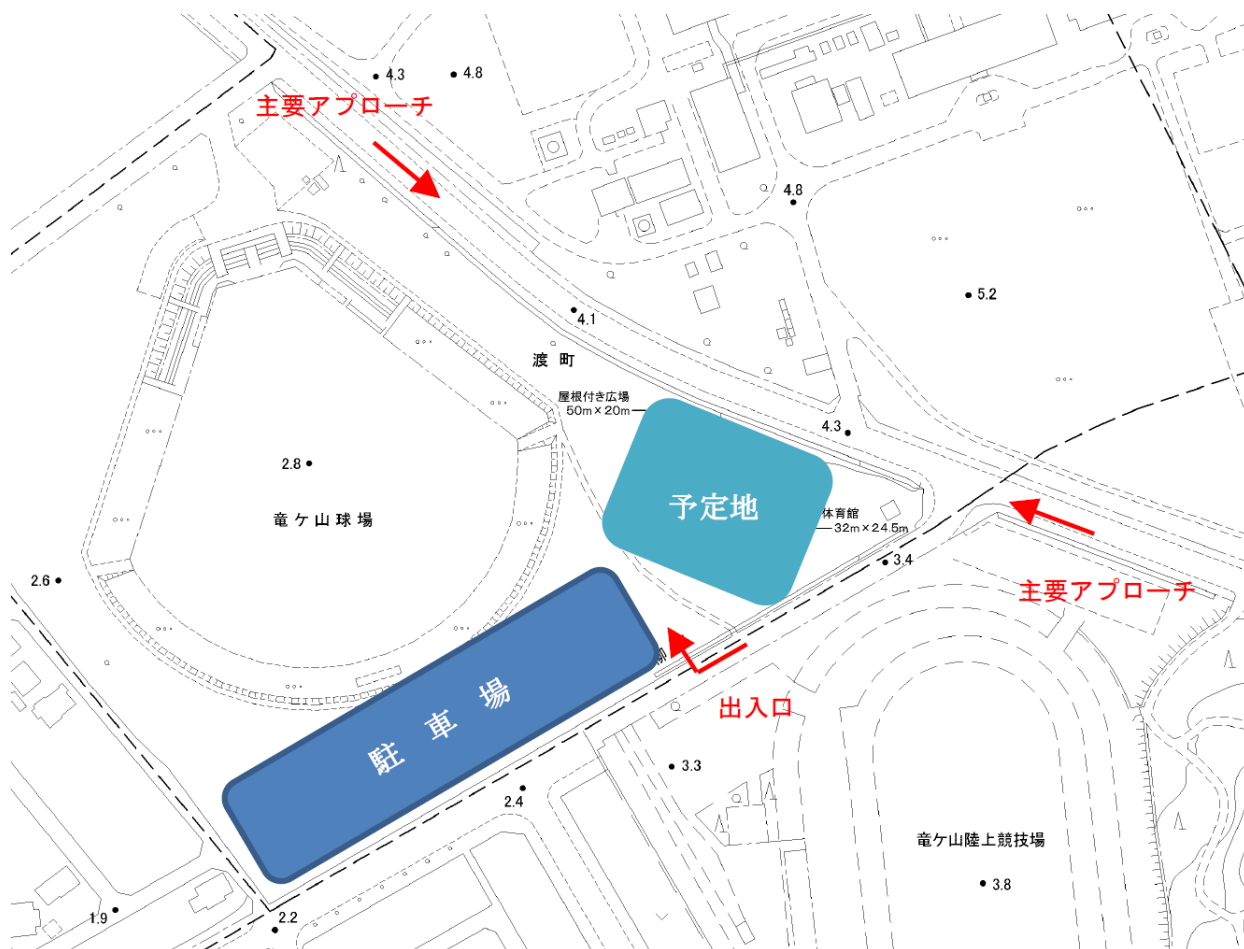 4.3
4.8
主要アプローチ
4.8
5.2
4.1
渡町
屋根付き広場
50m×20m
4.3
2.8
予定地
体育館
32m×24.5m
竜ケ山球場
2.6
3.4
主要アプローチ
駐車場
出入口
3.3
2.4
竜ケ山陸上競技場
3.8
1.9
2.2